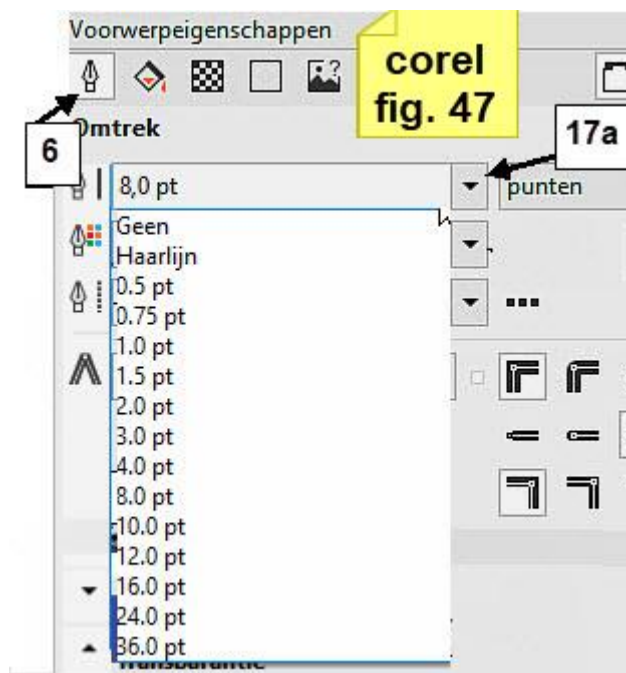 Voorwerpeigenschappen
corel
fig. 47
6
Omtrek
17a
8,0 pt
punten
Geen
Haarlijn
0.5 pt
0.75 pt
1.0 pt
1.5 pt
2.0 pt
3.0 pt
4.0 pt
8.0 pt
10.0 pt
12.0 pt
16.0 pt
24.0 pt
36.0 pt
Transparantie